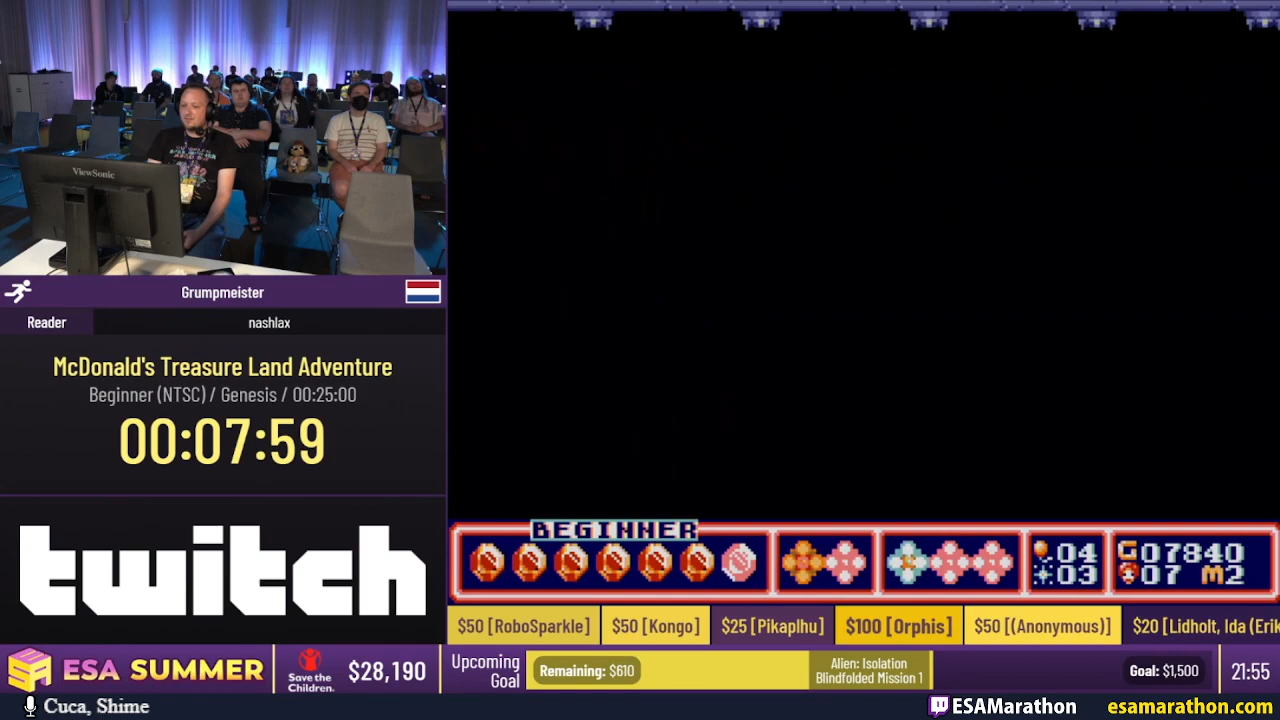 ViewSonic
Grumpmeister
Reader
nashlax
McDonald's Treasure Land Adventure
Beginner (NTSC) / Genesis / 00:25:00
00:07:59
twitch
BEGINNER
04
03
G07840
07 M2
$50 [RoboSparkle]
$50 [Kongo]
$25 [Pikaplhu]
$100 [Orphis]
$50 [(Anonymous)]
$20 [Lidholt, Ida (Erik
ESA SUMMER
Save the
Children.
$28,190
Upcoming
Goal
Remaining: $610
Alien: Isolation
Blindfolded Mission 1
Goal: $1,500
21:55
Cuca, Shime
ESAMarathon
esamarathon.com